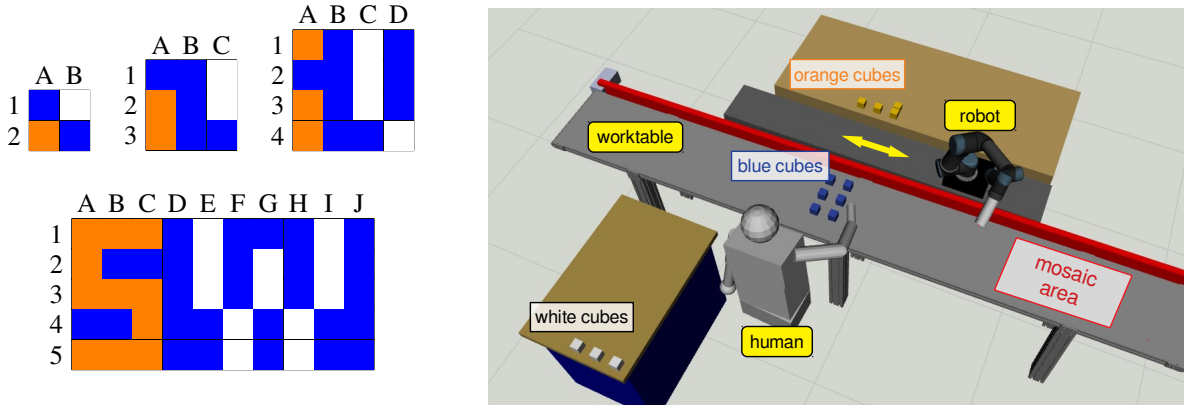 A B
1
2
A B C
1
2
3
A B C D
1
2
3
4
A B C D E F G H I J
1
2
3
4
5
orange cubes
robot
worktable
blue cubes
mosaic
area
white cubes
human